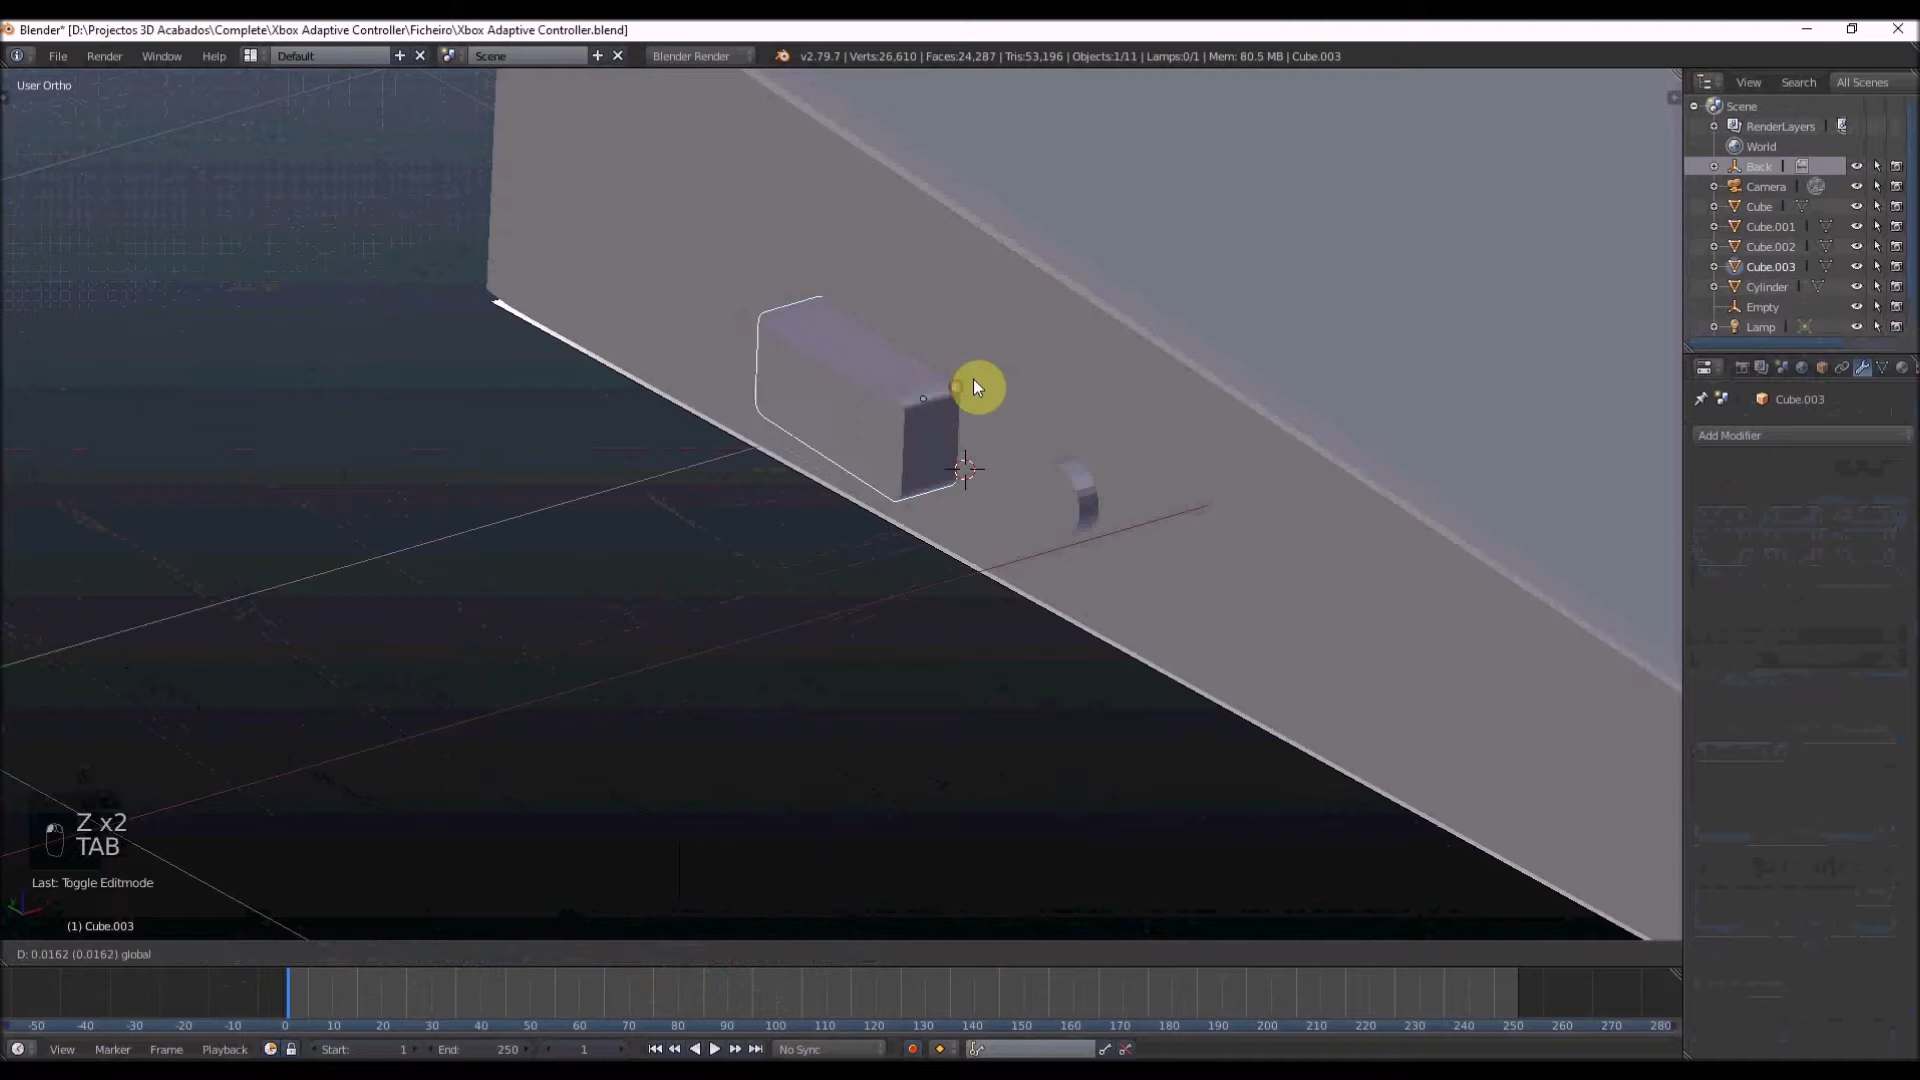 Blender* [D:\Projectos 3D Acabados\Complete\Xbox Adaptive Controller\Ficheiro\Xbox Adaptive Controller.blend]
File Render Window Help Default Scene Blender Render v2.79.7 | Verts:26,610 | Faces:24,287 | Tris:53,196 | Objects:1/11 | Lamps:0/1 | Mem: 80.5 MB | Cube.003
User Ortho
View Search All Scenes
Scene
RenderLayers
World
Back
Camera
Cube
Cube.001
Cube.002
Cube.003
Cylinder
Empty
Lamp
Cube.003
Add Modifier
Z x2
TAB
Last: Toggle Editmode
(1) Cube.003
D: 0.0162 (0.0162) global
-50 -40 -30 -20 -10 0 10 20 30 40 50 60 70 80 90 100 110 120 130 140 150 160 170 180 190 200 210 220 230 240 250 260 270 280
View Marker Frame Playback Start: 1 End: 250 1 No Sync